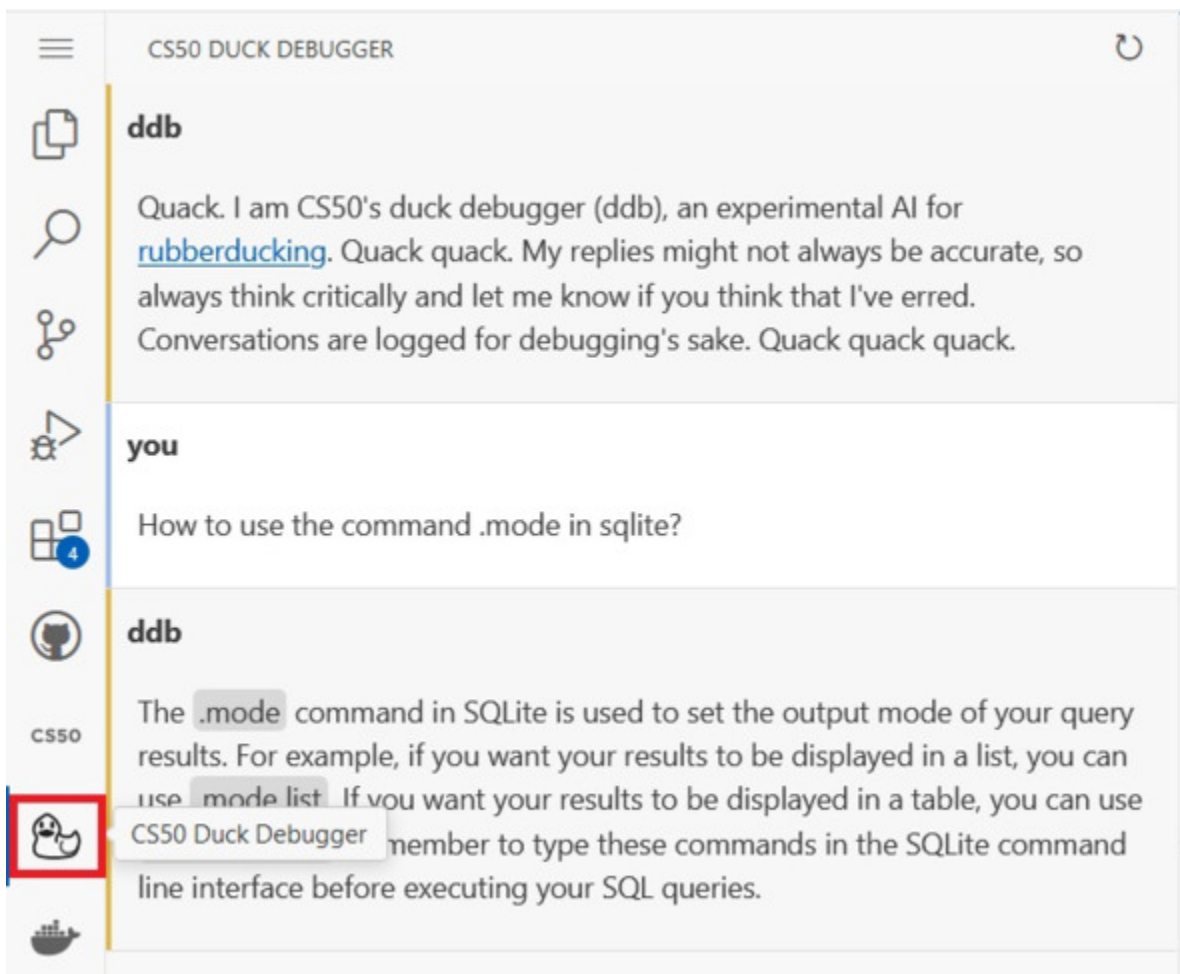 CS50 DUCK DEBUGGER
ddb
Quack. I am CS50's duck debugger (ddb), an experimental AI for
rubberducking. Quack quack. My replies might not always be accurate, so
always think critically and let me know if you think that I've erred.
Conversations are logged for debugging's sake. Quack quack quack.
you
How to use the command .mode in sqlite?
4
ddb
The .mode command in SQLite is used to set the output mode of your query
CS50
results. For example, if you want your results to be displayed in a list, you can
use .mode list. If you want your results to be displayed in a table, you can use
CS50 Duck Debugger
member to type these commands in the SQLite command
line interface before executing your SQL queries.